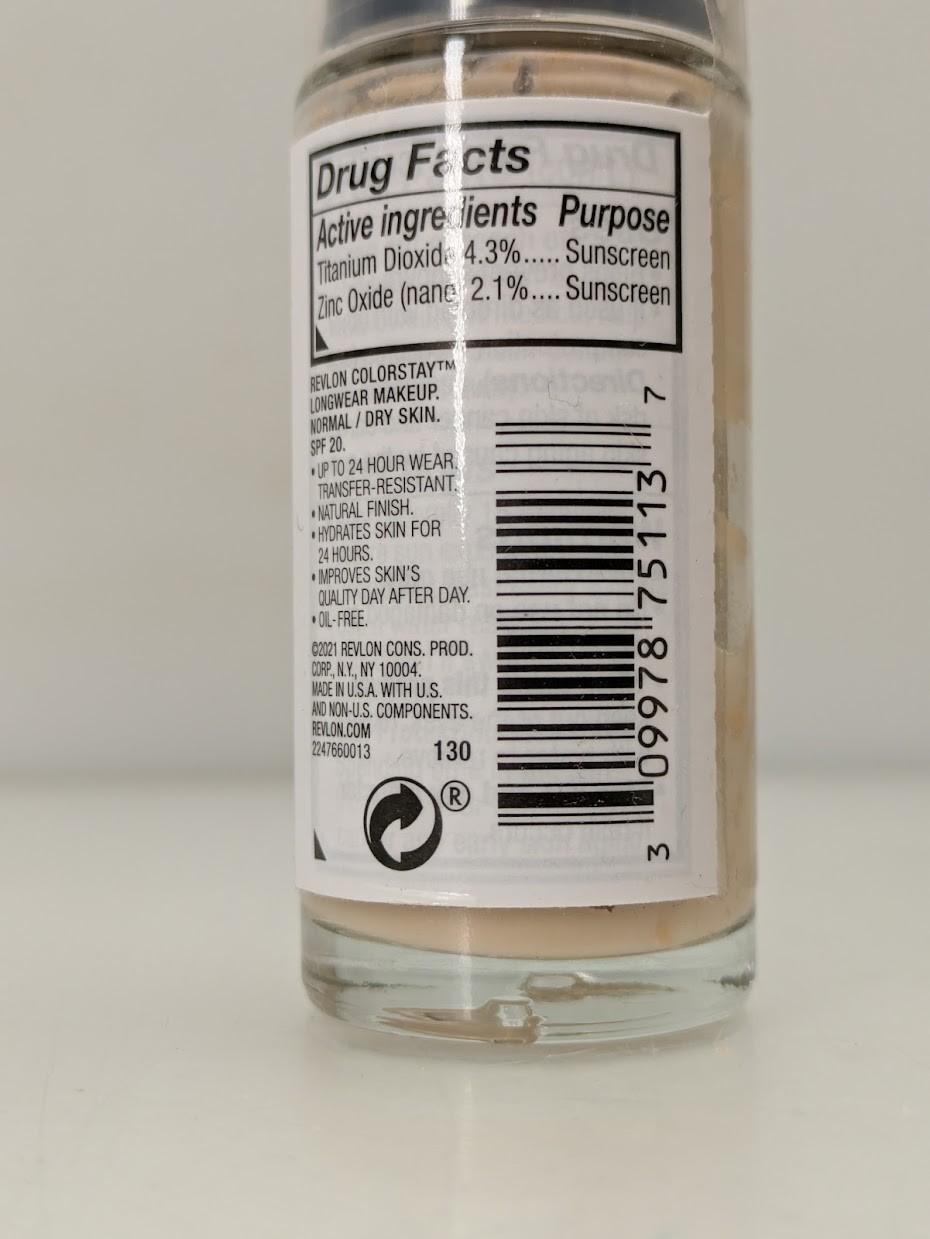 Drug Facts
Active ingredients Purpose
Titanium Dioxide 4.3%..... Sunscreen
Zinc Oxide (nano) 2.1%.... Sunscreen
REVLON COLORSTAY™
LONGWEAR MAKEUP.
NORMAL / DRY SKIN.
SPF 20.
• UP TO 24 HOUR WEAR.
TRANSFER-RESISTANT.
• NATURAL FINISH.
• HYDRATES SKIN FOR
24 HOURS.
• IMPROVES SKIN'S
QUALITY DAY AFTER DAY.
• OIL-FREE.
©2021 REVLON CONS. PROD.
CORP., N.Y., NY 10004.
MADE IN U.S.A. WITH U.S.
AND NON-U.S. COMPONENTS.
REVLON.COM
2247660013 130
®
3 09978 75113 7